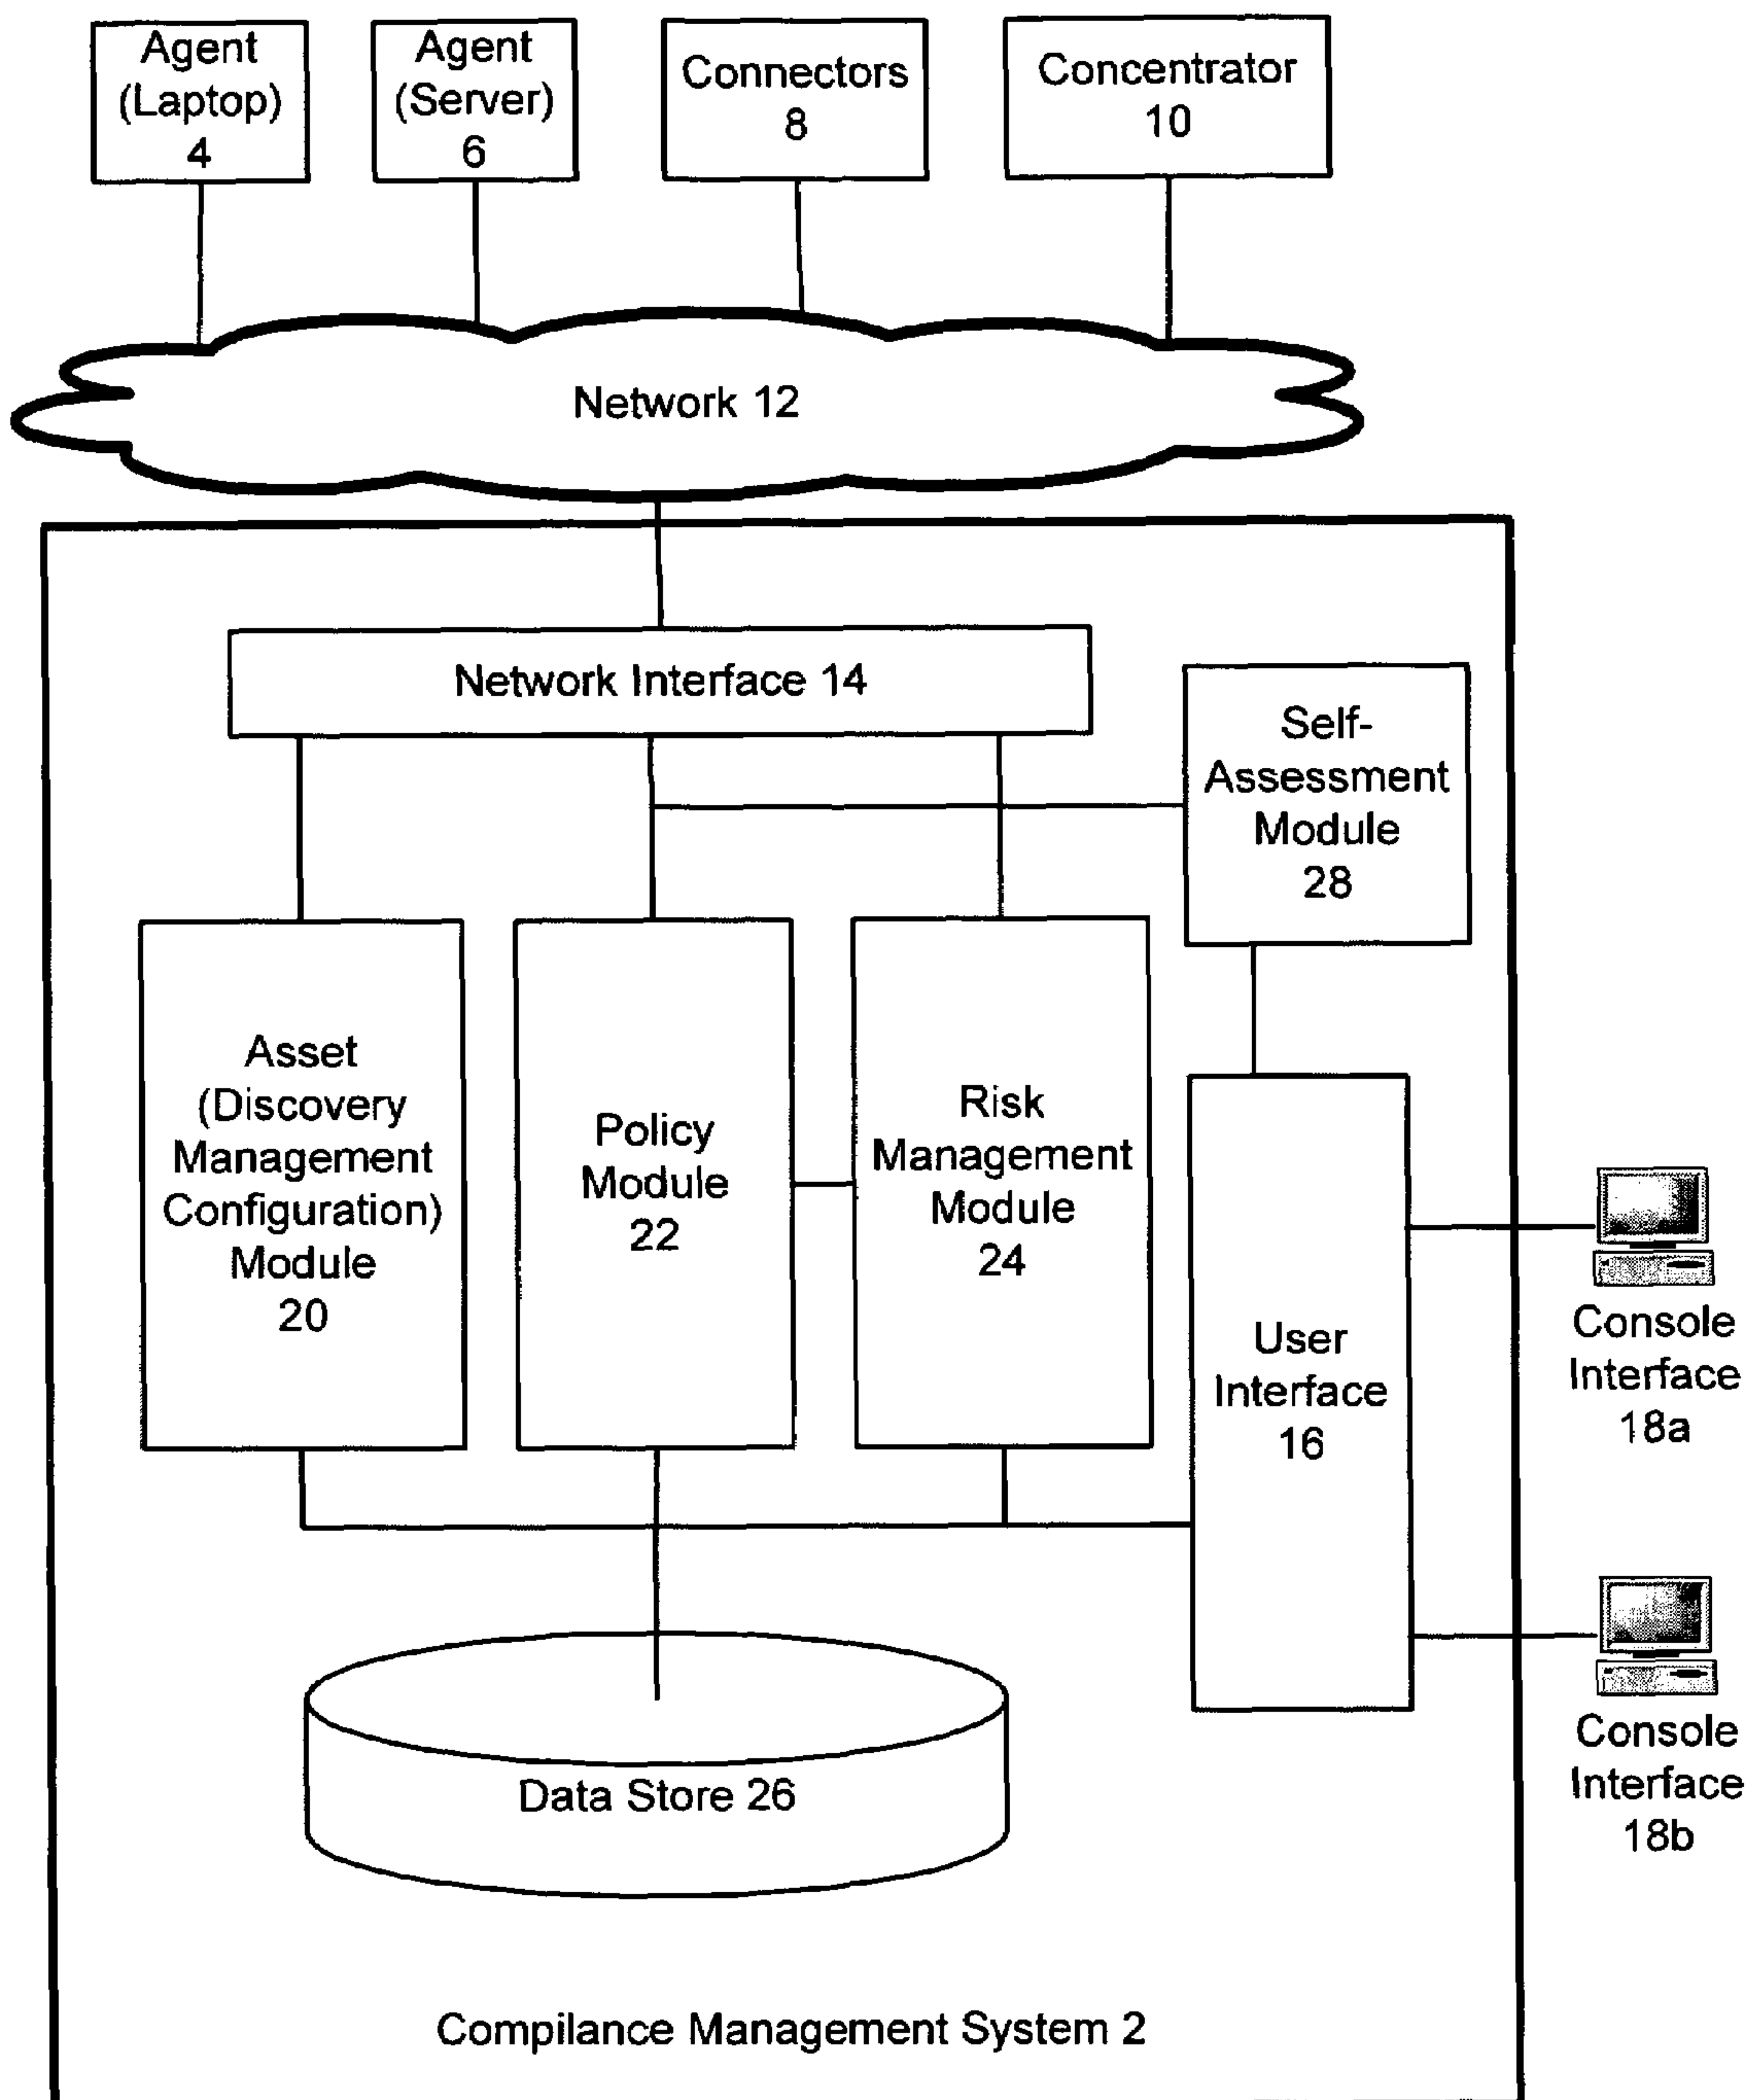 Agent
(Laptop)
4
Agent
(Server)
6
Connectors
8
Concentrator
10
Network 12
Network Interface 14
Self-
Assessment
Module
28
Asset
(Discovery
Management
Configuration)
Module
20
Policy
Module
22
Risk
Management
Module
24
User
Interface
16
Console
Interface
18a
Console
Interface
18b
Data Store 26
Compilance Management System 2